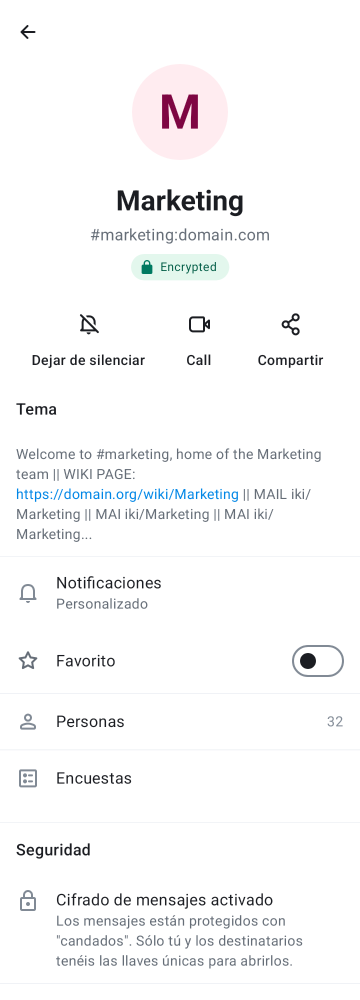 M
Marketing
#marketing:domain.com
Encrypted
Dejar de silenciar Call Compartir
Tema
Welcome to #marketing, home of the Marketing
team || WIKI PAGE:
https://domain.org/wiki/Marketing || MAIL iki/
Marketing || MAI iki/Marketing || MAI iki/
Marketing...
Notificaciones
Personalizado
Favorito
Personas 32
Encuestas
Seguridad
Cifrado de mensajes activado
Los mensajes están protegidos con
"candados". Sólo tú y los destinatarios
tenéis las llaves únicas para abrirlos.